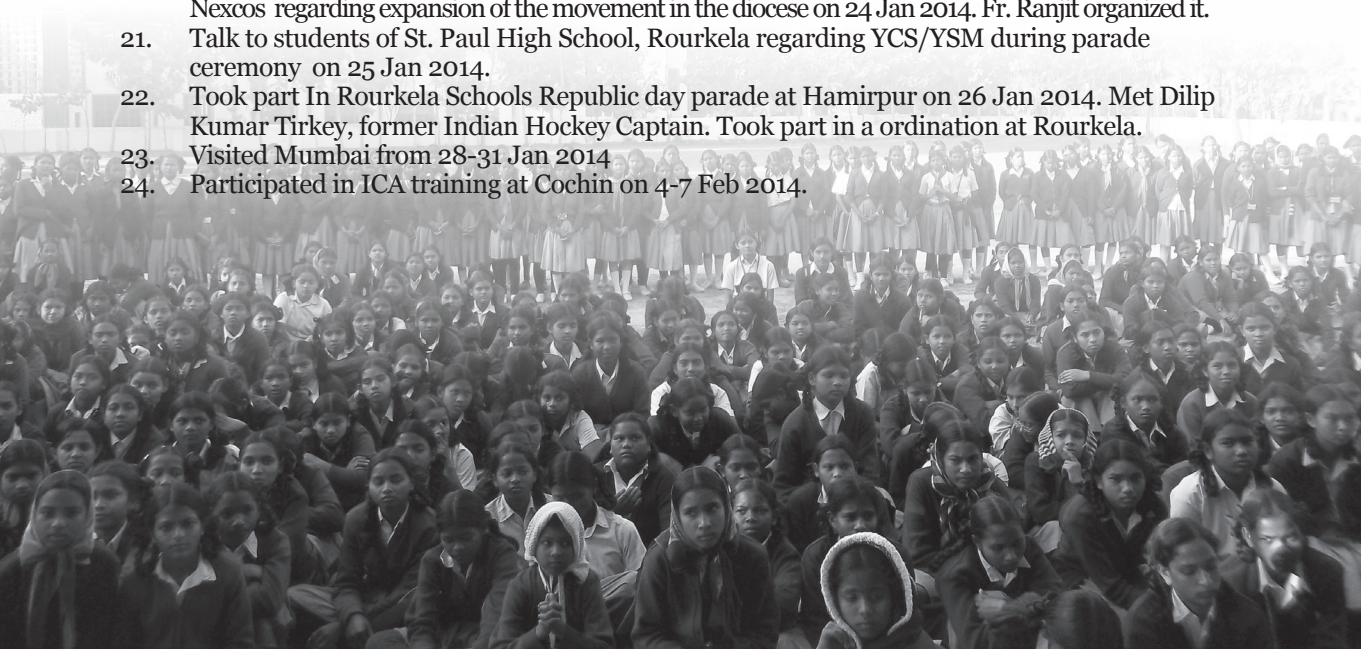 Nexcos regarding expansion of the movement in the diocese on 24 Jan 2014. Fr. Ranjit organized it.
21. Talk to students of St. Paul High School, Rourkela regarding YCS/YSM during parade
ceremony on 25 Jan 2014.
22. Took part In Rourkela Schools Republic day parade at Hamirpur on 26 Jan 2014. Met Dilip
Kumar Tirkey, former Indian Hockey Captain. Took part in a ordination at Rourkela.
23. Visited Mumbai from 28-31 Jan 2014
24. Participated in ICA training at Cochin on 4-7 Feb 2014.